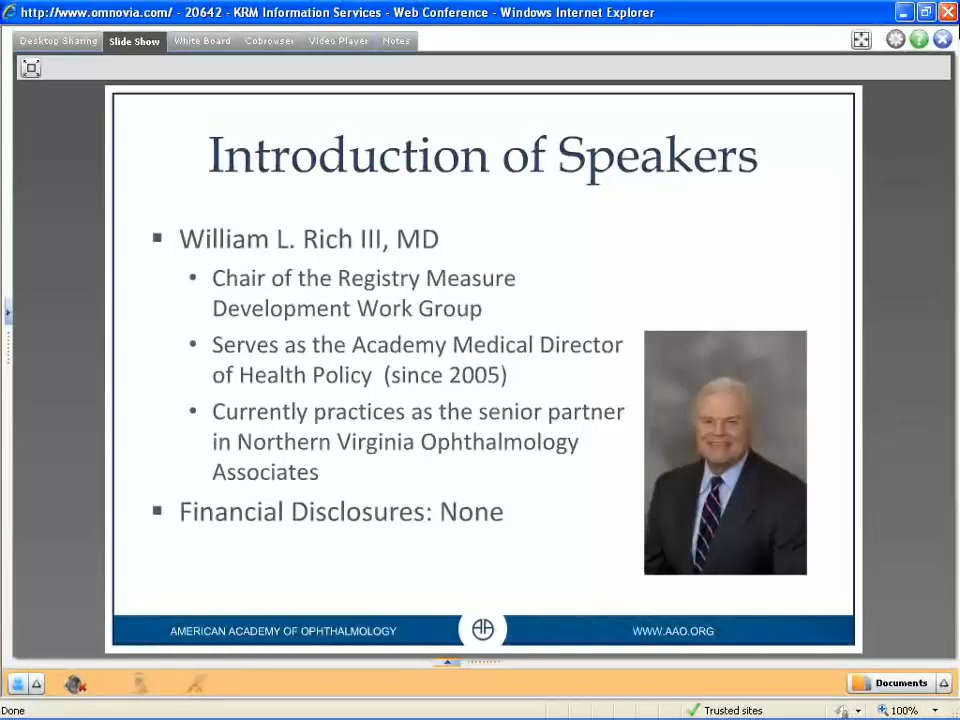 http://www.omnovia.com/ - 20642 - KRM Information Services - Web Conference - Windows Internet Explorer
Desktop Sharing Slide Show White Board Cobrowser Video Player Notes
Introduction of Speakers
▪ William L. Rich III, MD
• Chair of the Registry Measure
Development Work Group
• Serves as the Academy Medical Director
of Health Policy (since 2005)
• Currently practices as the senior partner
in Northern Virginia Ophthalmology
Associates
▪ Financial Disclosures: None
AMERICAN ACADEMY OF OPHTHALMOLOGY
WWW.AAO.ORG
Documents
Done
Trusted sites
100%